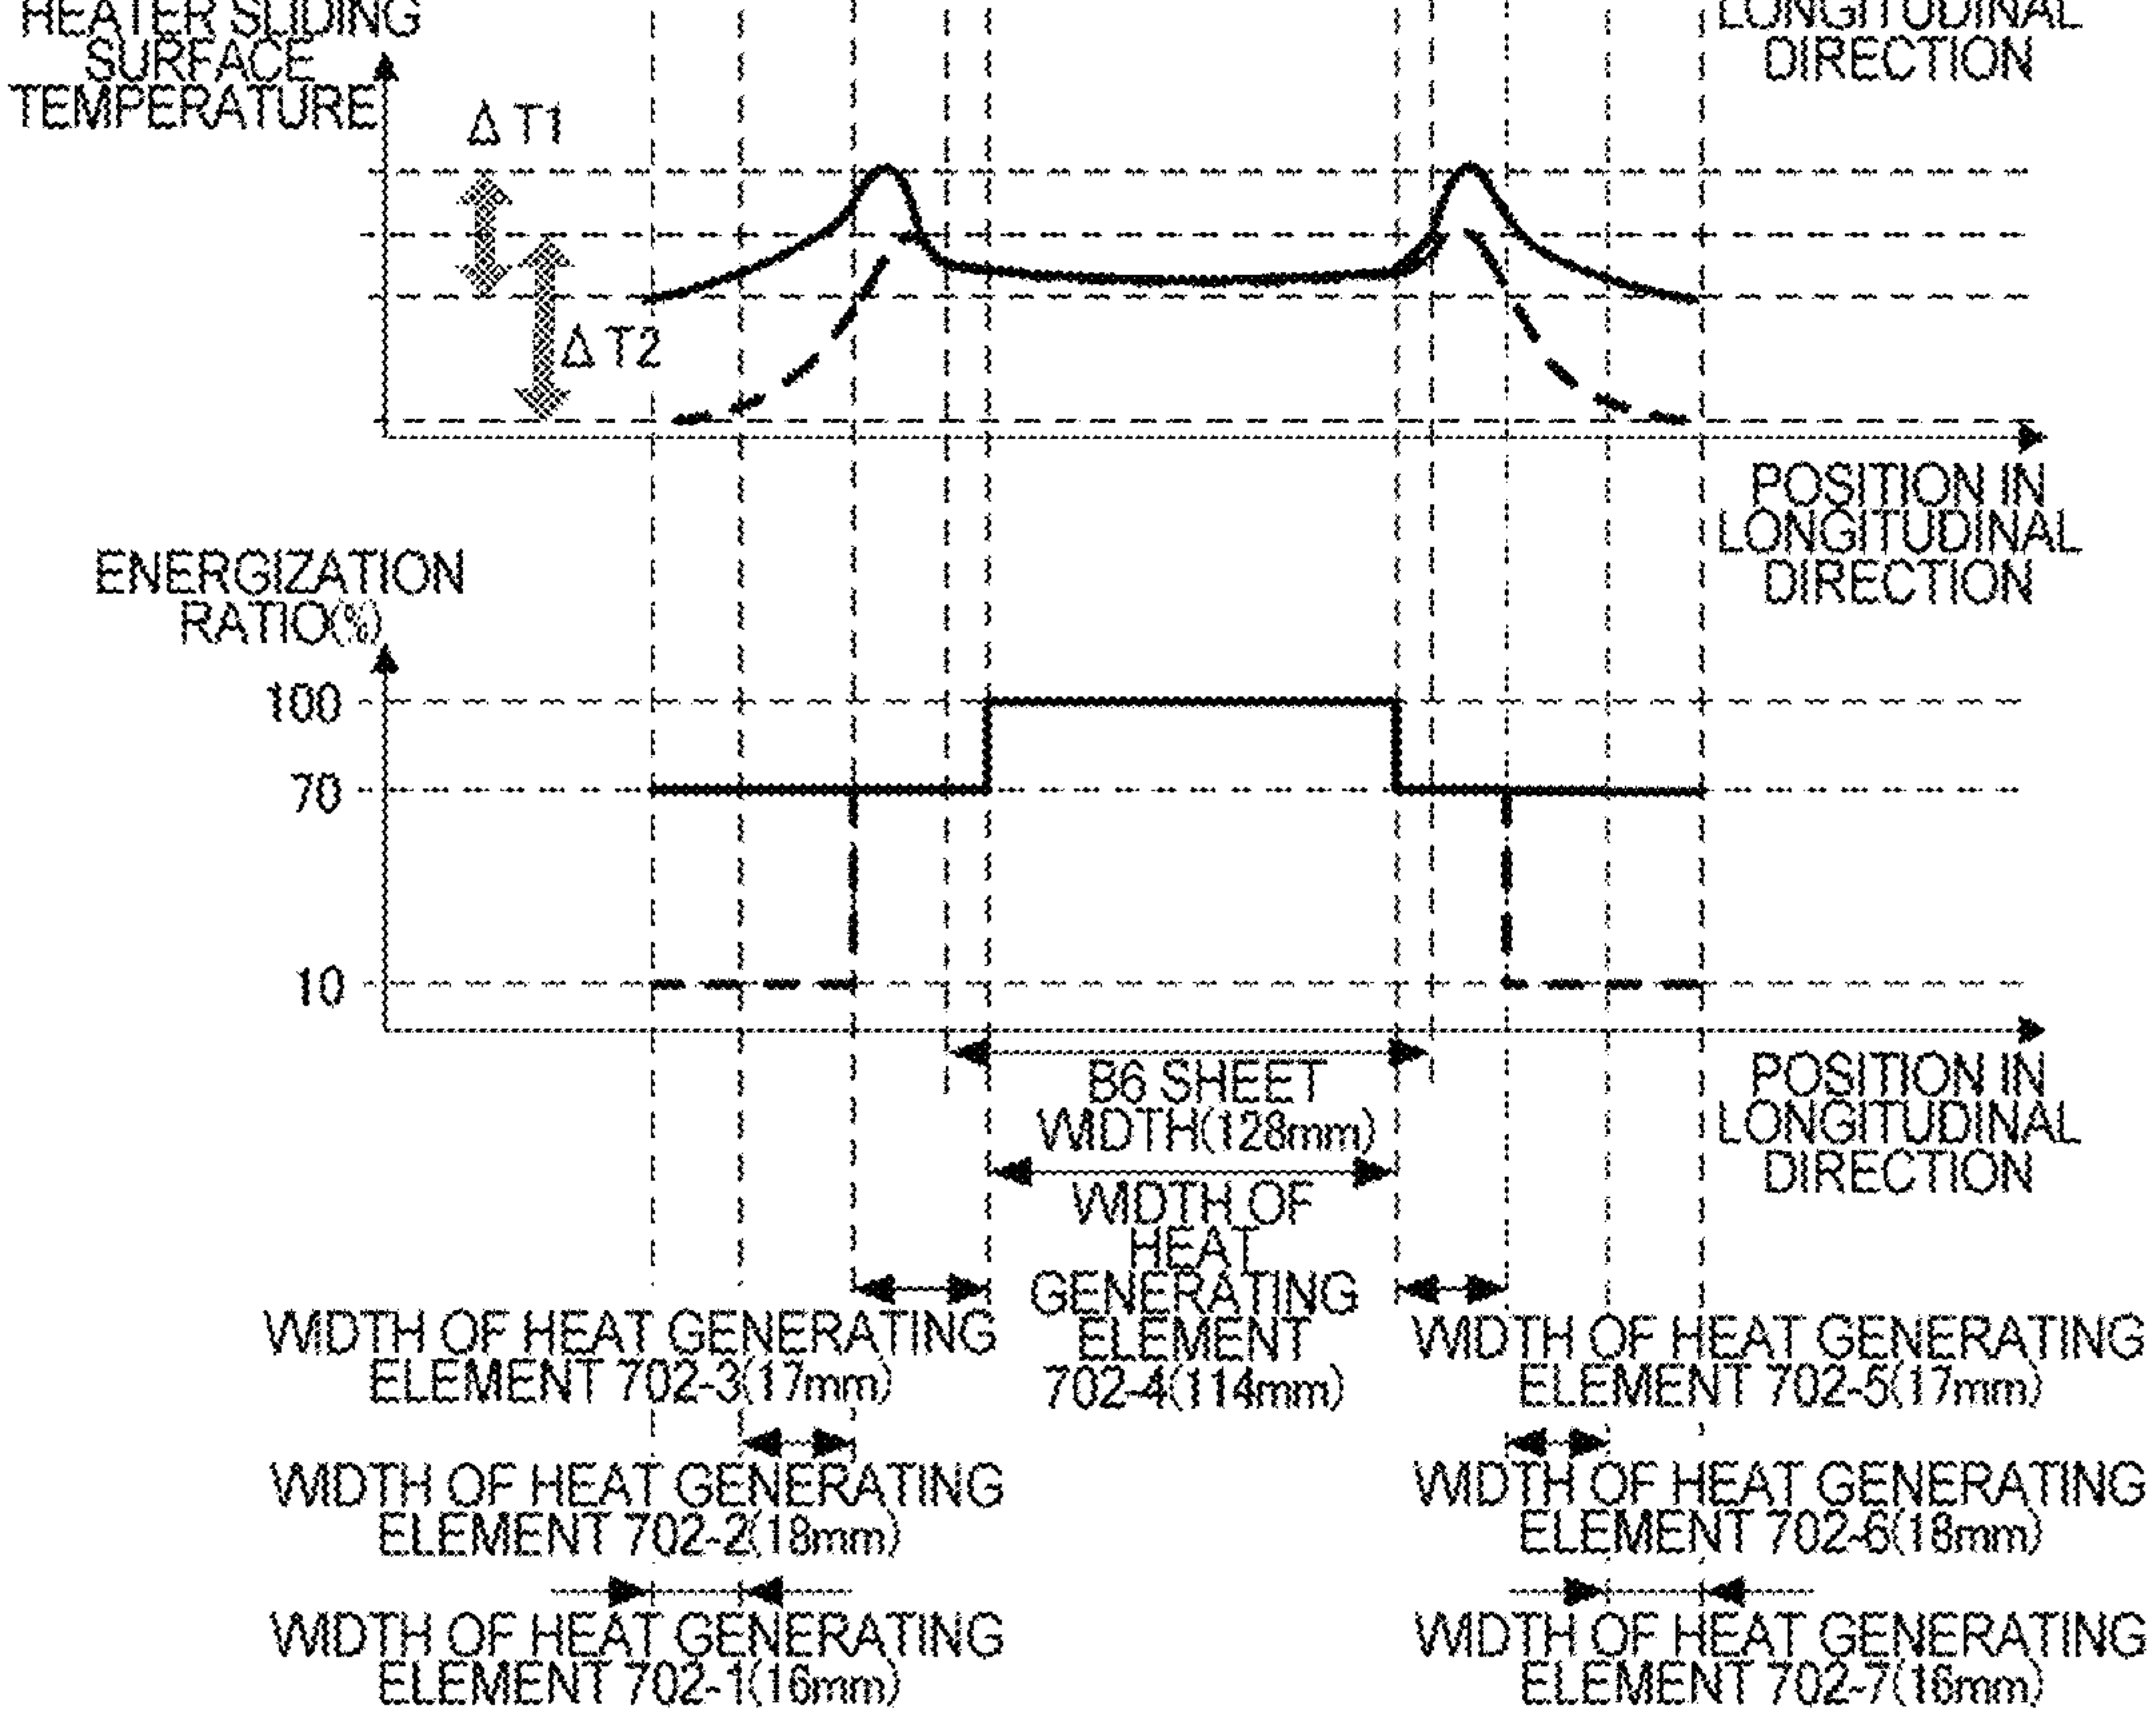 HEATER SLIDING
SURFACE
TEMPERATURE
LONGITUDINAL
DIRECTION
Δ T1
Δ T2
POSITION IN
LONGITUDINAL
DIRECTION
ENERGIZATION
RATIO(%)
100
70
10
B6 SHEET
WIDTH(128mm)
POSITION IN
LONGITUDINAL
DIRECTION
WIDTH OF
HEAT
GENERATING
ELEMENT
702-4(114mm)
WIDTH OF HEAT GENERATING
ELEMENT 702-3(17mm)
WIDTH OF HEAT GENERATING
ELEMENT 702-5(17mm)
WIDTH OF HEAT GENERATING
ELEMENT 702-2(18mm)
WIDTH OF HEAT GENERATING
ELEMENT 702-6(18mm)
WIDTH OF HEAT GENERATING
ELEMENT 702-1(16mm)
WIDTH OF HEAT GENERATING
ELEMENT 702-7(16mm)